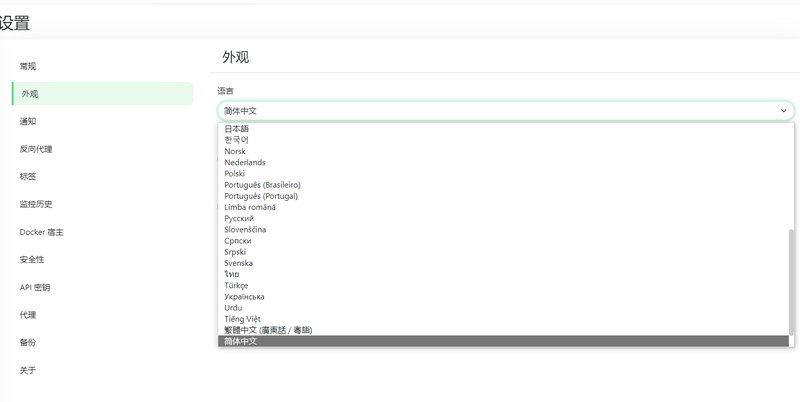 设置
常规
外观
通知
反向代理
标签
监控历史
Docker 宿主
安全性
API 密钥
代理
备份
关于
外观
语言
简体中文
日本語
한국어
Norsk
Nederlands
Polski
Português (Brasileiro)
Português (Portugal)
Limba română
Русский
Slovenščina
Српски
Srpski
Svenska
ไทย
Türkçe
Українська
Urdu
Tiếng Việt
繁體中文 (廣東話 / 粵語)
简体中文